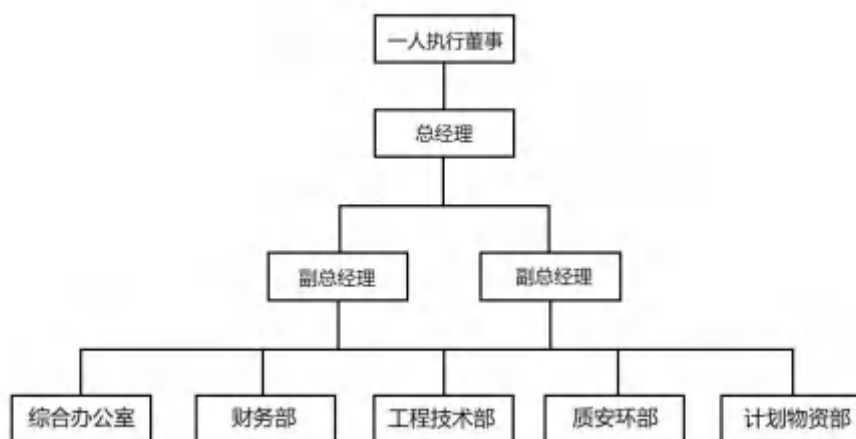 一人执行董事
总经理
副总经理
副总经理
综合办公室
财务部
工程技术部
质安环部
计划物资部